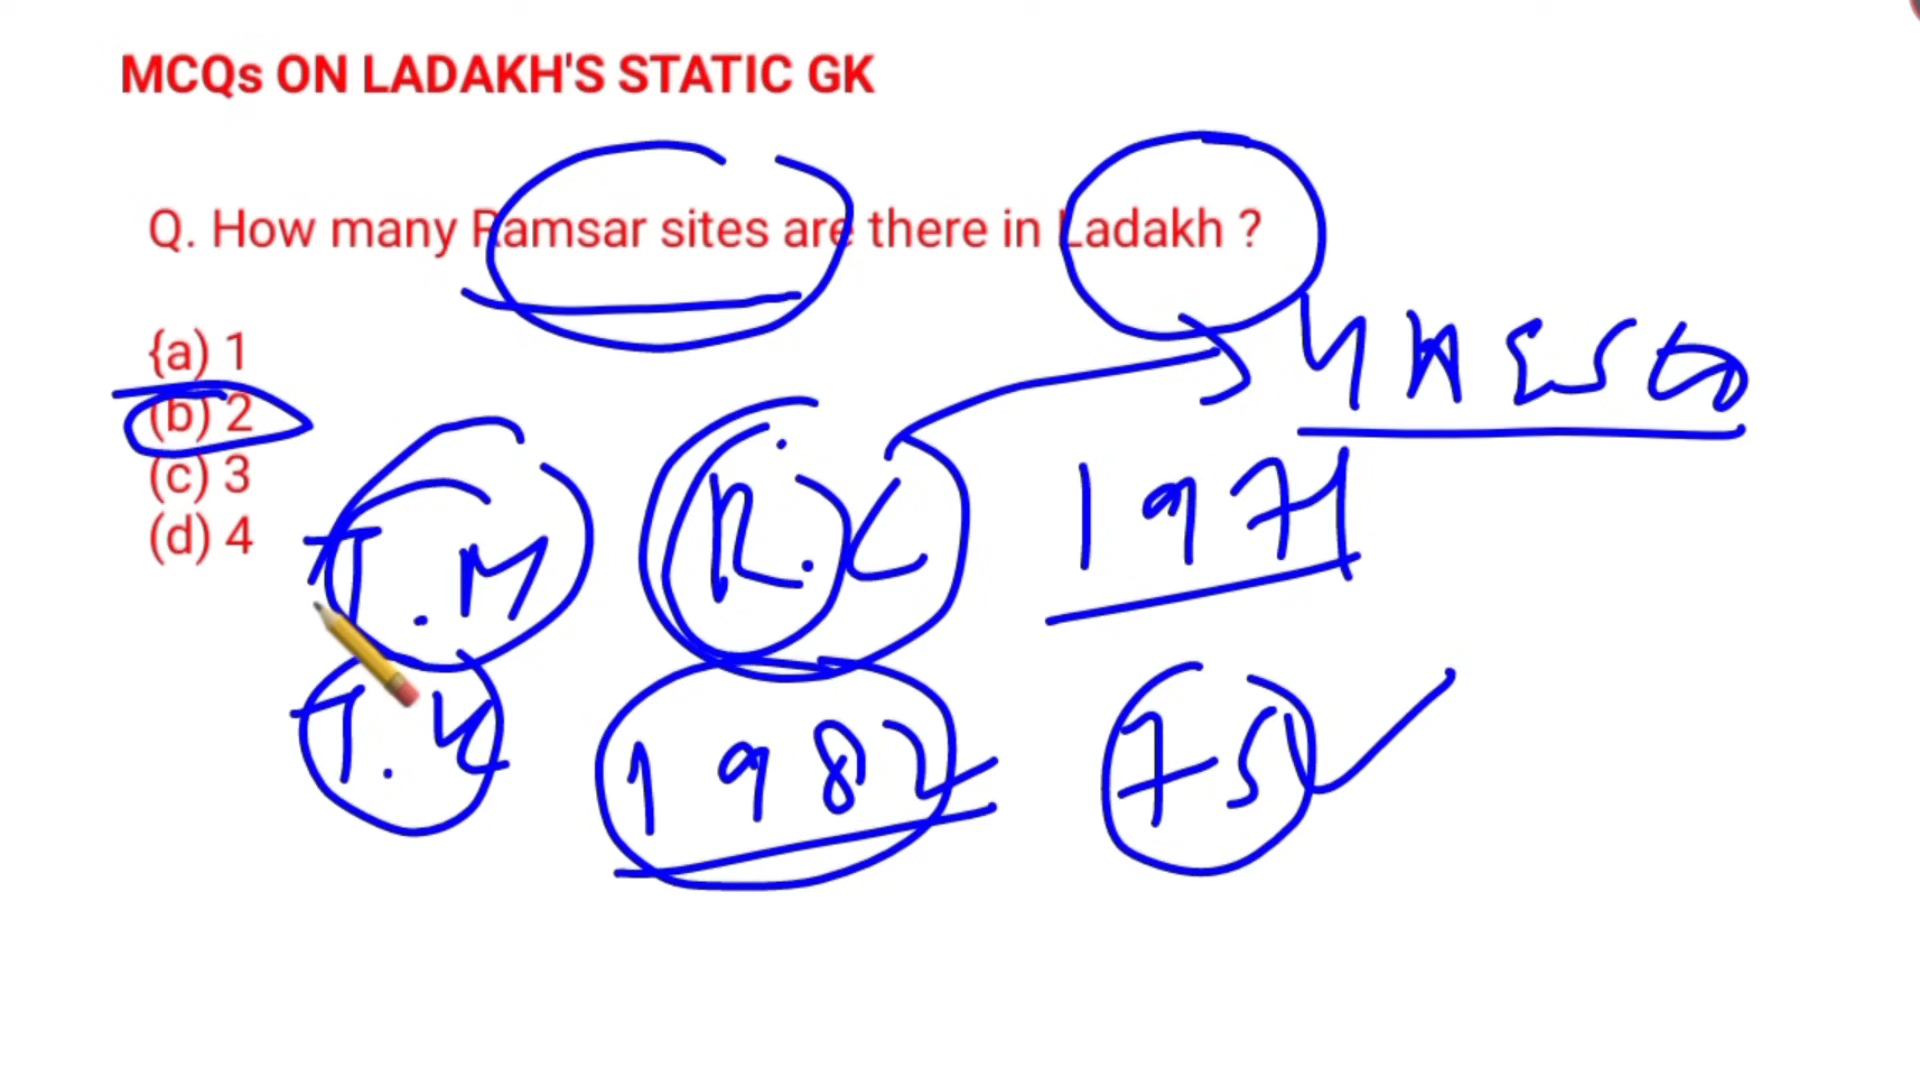 MCQs ON LADAKH'S STATIC GK
Q. How many Ramsar sites are there in Ladakh ?
{a) 1
(b) 2
(c) 3
(d) 4
UNESCO
T.M R.C 1971
T.K 1982 75